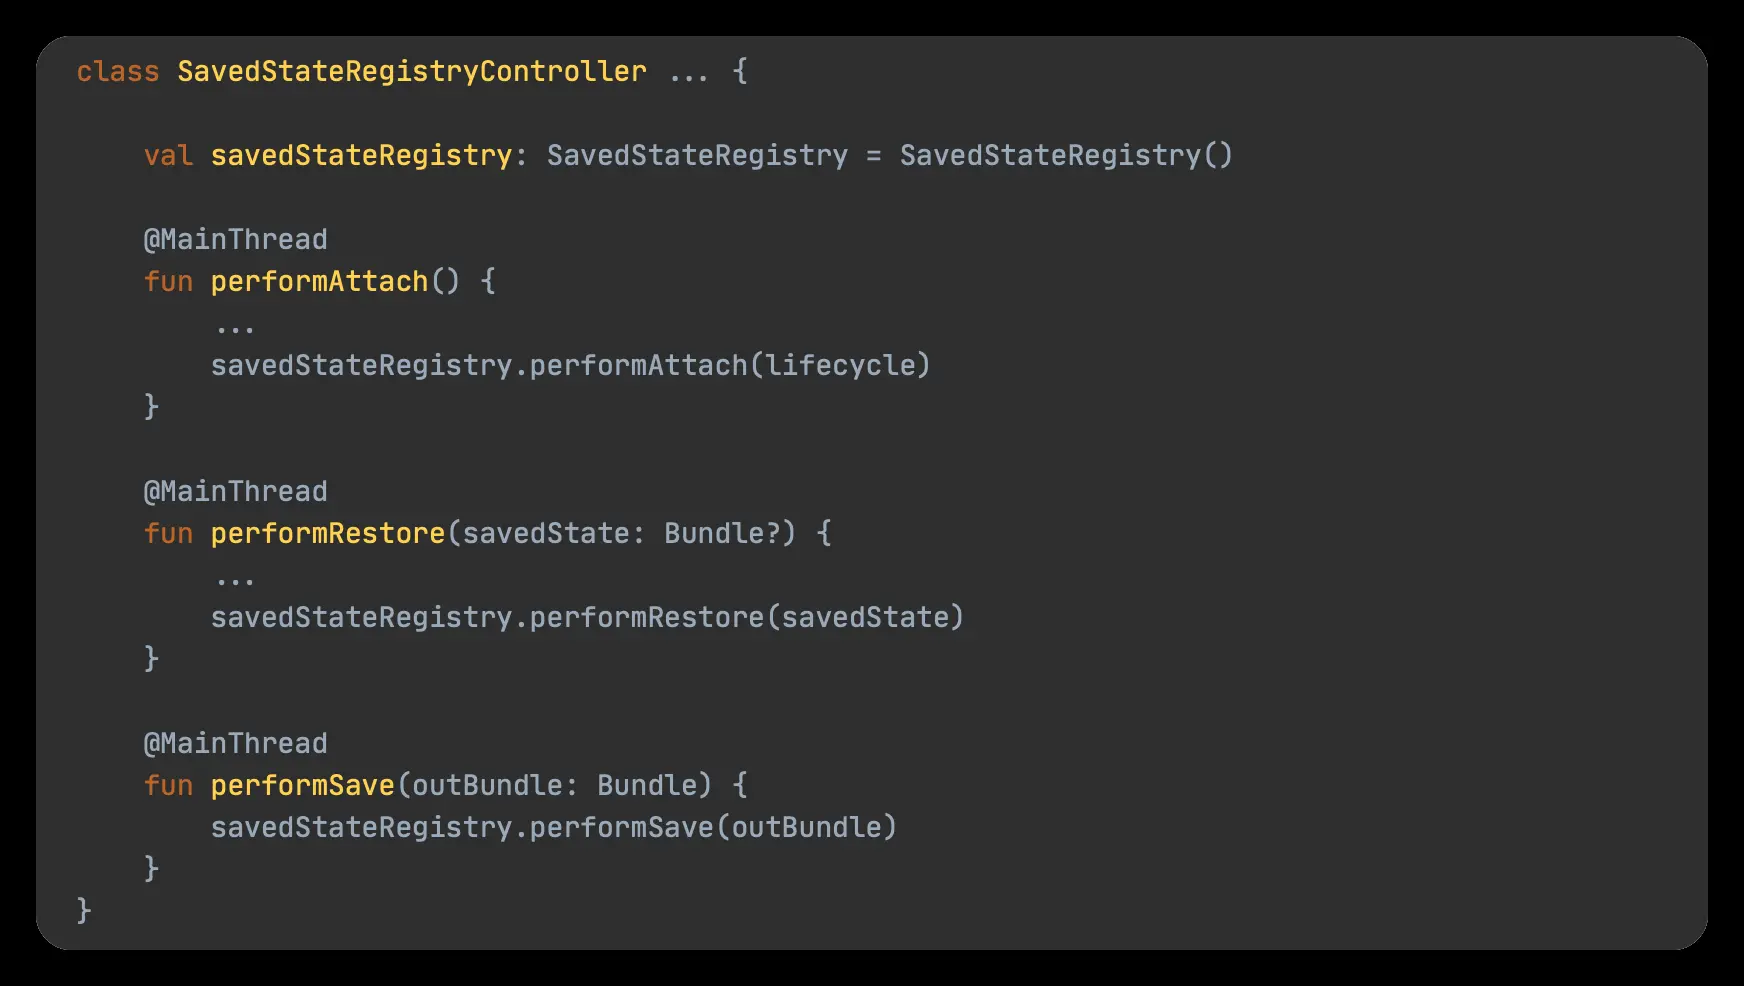 class SavedStateRegistryController ... {
val savedStateRegistry: SavedStateRegistry = SavedStateRegistry()
@MainThread
fun performAttach() {
...
savedStateRegistry.performAttach(lifecycle)
}
@MainThread
fun performRestore(savedState: Bundle?) {
...
savedStateRegistry.performRestore(savedState)
}
@MainThread
fun performSave(outBundle: Bundle) {
savedStateRegistry.performSave(outBundle)
}
}